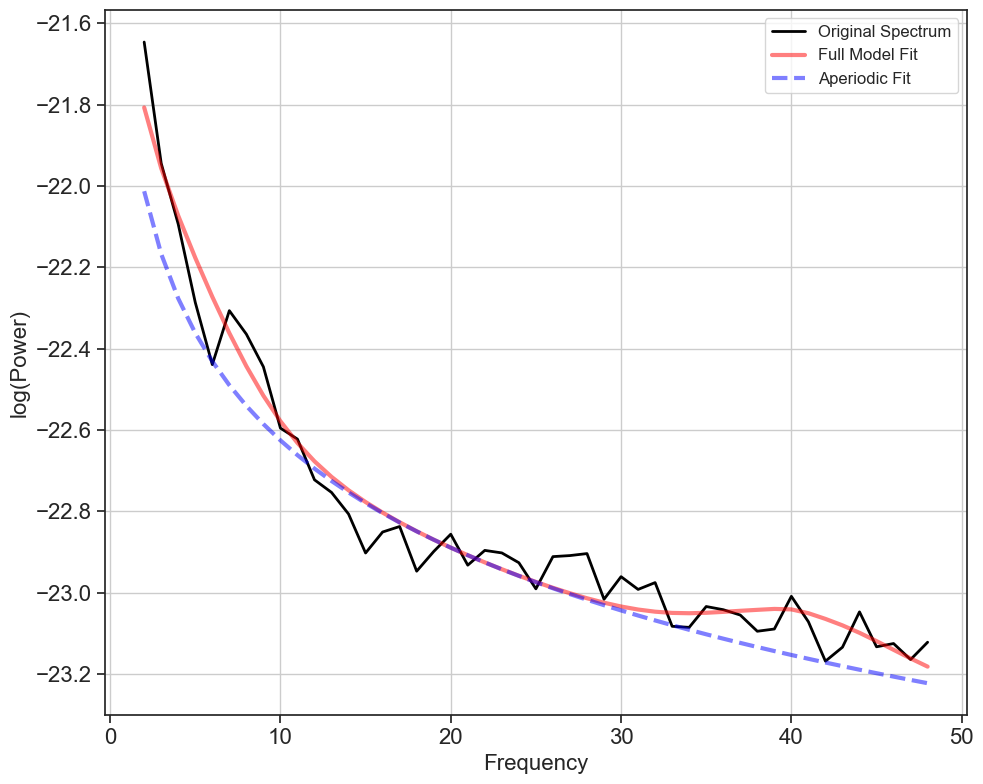 Original Spectrum
Full Model Fit
Aperiodic Fit
log(Power)
−21.6
−21.8
−22.0
−22.2
−22.4
−22.6
−22.8
−23.0
−23.2
0 10 20 30 40 50
Frequency